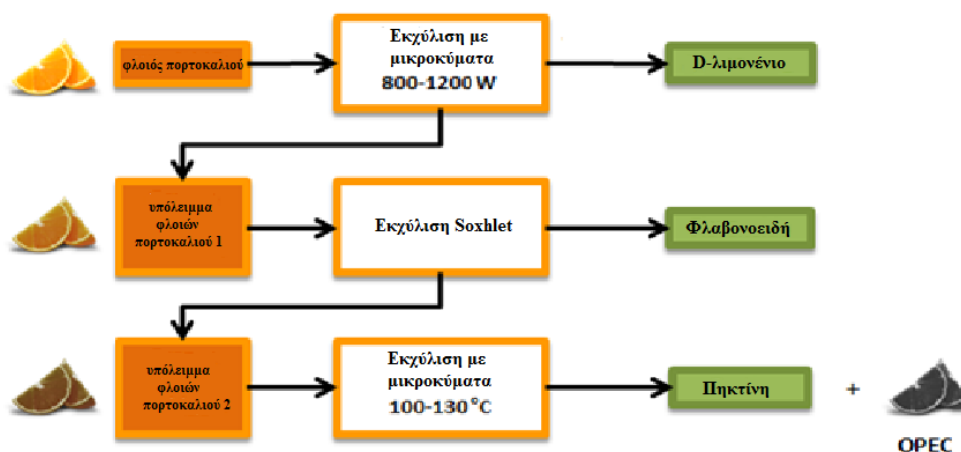 φλοιός πορτοκαλιού
Εκχύλιση με
μικροκύματα
800-1200 W
D-λιμονένιο
υπόλειμμα
φλοιών
πορτοκαλιού 1
Εκχύλιση Soxhlet
Φλαβονοειδή
υπόλειμμα
φλοιών
πορτοκαλιού 2
Εκχύλιση με
μικροκύματα
100-130 °C
Πηκτίνη
+
OPEC